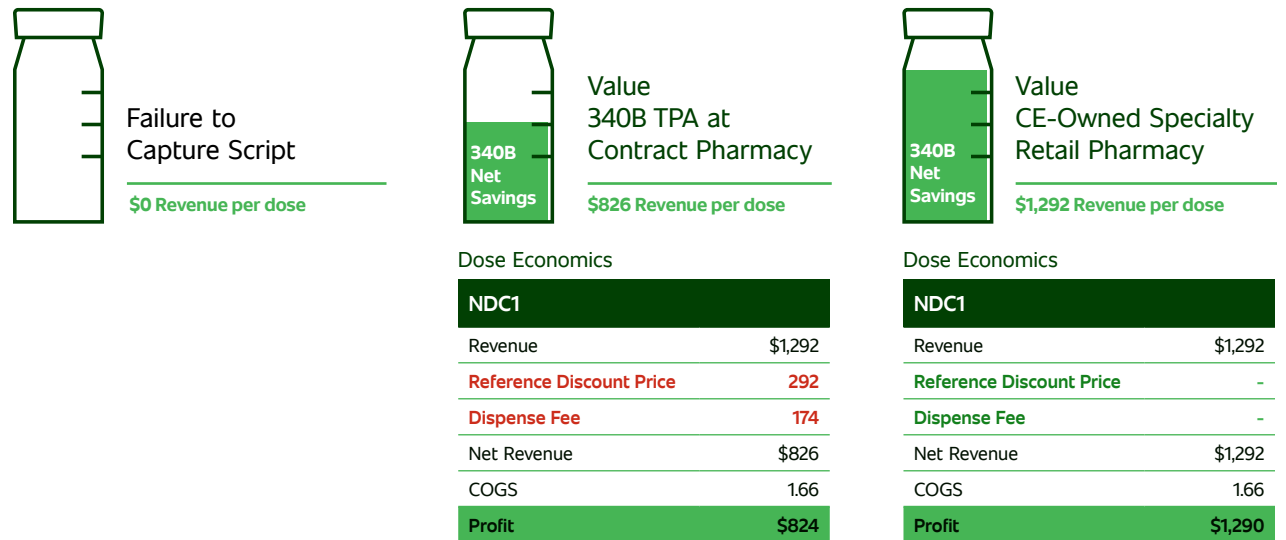 Failure to
Capture Script
$0 Revenue per dose
340B
Net
Savings
Value
340B TPA at
Contract Pharmacy
$826 Revenue per dose
Dose Economics
NDC1
Revenue $1,292
Reference Discount Price 292
Dispense Fee 174
Net Revenue $826
COGS 1.66
Profit $824
340B
Net
Savings
Value
CE-Owned Specialty
Retail Pharmacy
$1,292 Revenue per dose
Dose Economics
NDC1
Revenue $1,292
Reference Discount Price -
Dispense Fee -
Net Revenue $1,292
COGS 1.66
Profit $1,290